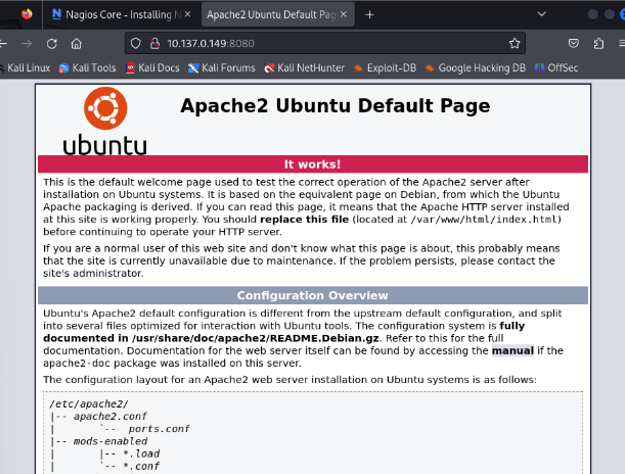 Nagios Core - Installing N
Apache2 Ubuntu Default Pag
10.137.0.149:8080
Kali Linux Kali Tools Kali Docs Kali Forums Kali NetHunter Exploit-DB Google Hacking DB OffSec
ubuntu
Apache2 Ubuntu Default Page
It works!
This is the default welcome page used to test the correct operation of the Apache2 server after
installation on Ubuntu systems. It is based on the equivalent page on Debian, from which the Ubuntu
Apache packaging is derived. If you can read this page, it means that the Apache HTTP server installed
at this site is working properly. You should replace this file (located at /var/www/html/index.html)
before continuing to operate your HTTP server.
If you are a normal user of this web site and don't know what this page is about, this probably means
that the site is currently unavailable due to maintenance. If the problem persists, please contact the
site's administrator.
Configuration Overview
Ubuntu's Apache2 default configuration is different from the upstream default configuration, and split
into several files optimized for interaction with Ubuntu tools. The configuration system is fully
documented in /usr/share/doc/apache2/README.Debian.gz. Refer to this for the full
documentation. Documentation for the web server itself can be found by accessing the manual if the
apache2-doc package was installed on this server.
The configuration layout for an Apache2 web server installation on Ubuntu systems is as follows:
/etc/apache2/
|-- apache2.conf
|       `--  ports.conf
|-- mods-enabled
|       |-- *.load
|       `-- *.conf